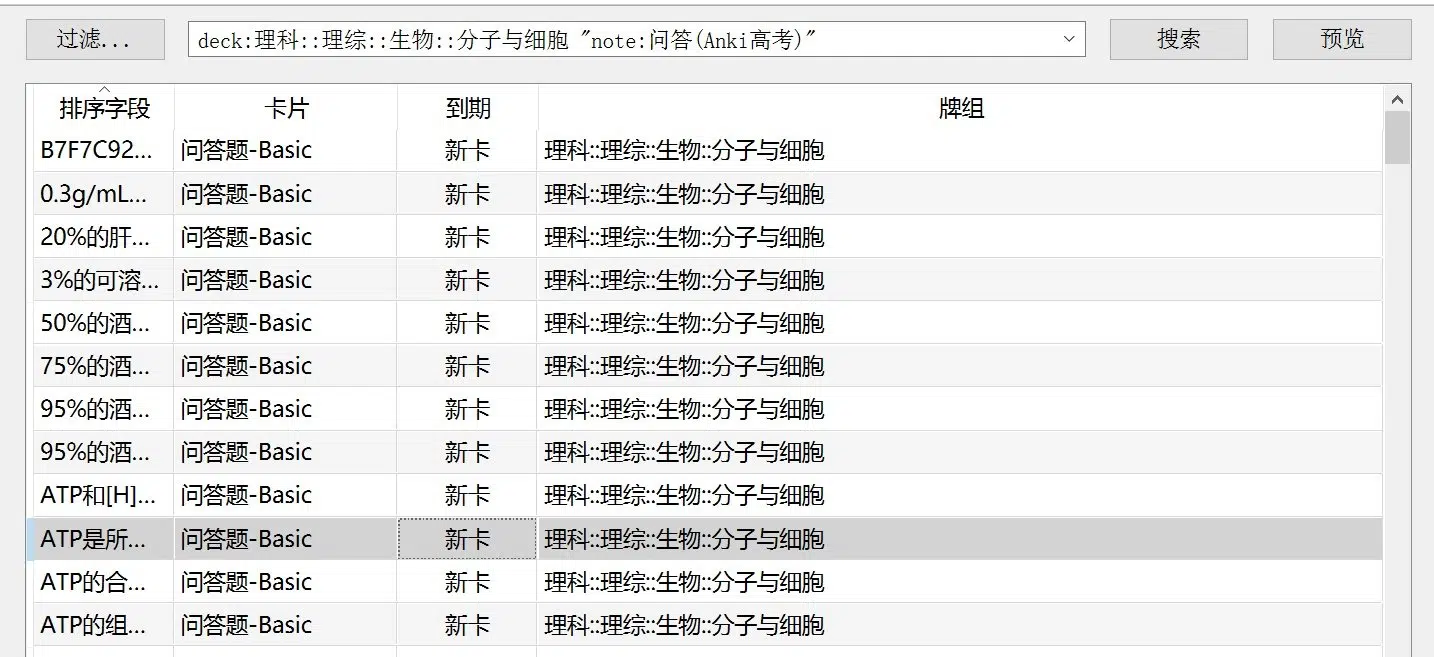 过滤... deck:理科::理综::生物::分子与细胞 "note:问答(Anki高考)" 搜索 预览
排序字段 卡片 到期 牌组
B7F7C92... 问答题-Basic 新卡 理科::理综::生物::分子与细胞
0.3g/mL... 问答题-Basic 新卡 理科::理综::生物::分子与细胞
20%的肝... 问答题-Basic 新卡 理科::理综::生物::分子与细胞
3%的可溶... 问答题-Basic 新卡 理科::理综::生物::分子与细胞
50%的酒... 问答题-Basic 新卡 理科::理综::生物::分子与细胞
75%的酒... 问答题-Basic 新卡 理科::理综::生物::分子与细胞
95%的酒... 问答题-Basic 新卡 理科::理综::生物::分子与细胞
95%的酒... 问答题-Basic 新卡 理科::理综::生物::分子与细胞
ATP和[H]... 问答题-Basic 新卡 理科::理综::生物::分子与细胞
ATP是所... 问答题-Basic 新卡 理科::理综::生物::分子与细胞
ATP的合... 问答题-Basic 新卡 理科::理综::生物::分子与细胞
ATP的组... 问答题-Basic 新卡 理科::理综::生物::分子与细胞